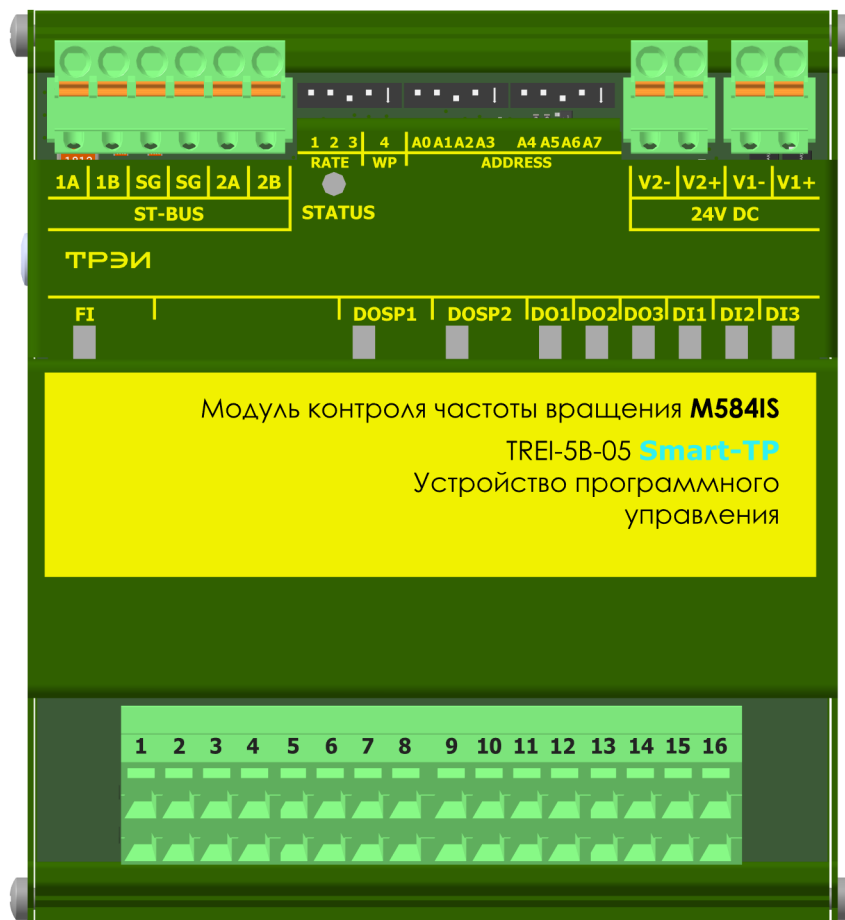 1 2 3 4 A0 A1 A2 A3 A4 A5 A6 A7
RATE WP ADDRESS
1A 1B SG SG 2A 2B
ST-BUS
STATUS
V2- V2+ V1- V1+
24V DC
ТРЭИ
FI DOSP1 DOSP2 DO1 DO2 DO3 DI1 DI2 DI3
Модуль контроля частоты вращения M584IS
TREI-5B-05 Smart-TP
Устройство программного
управления
1 2 3 4 5 6 7 8 9 10 11 12 13 14 15 16